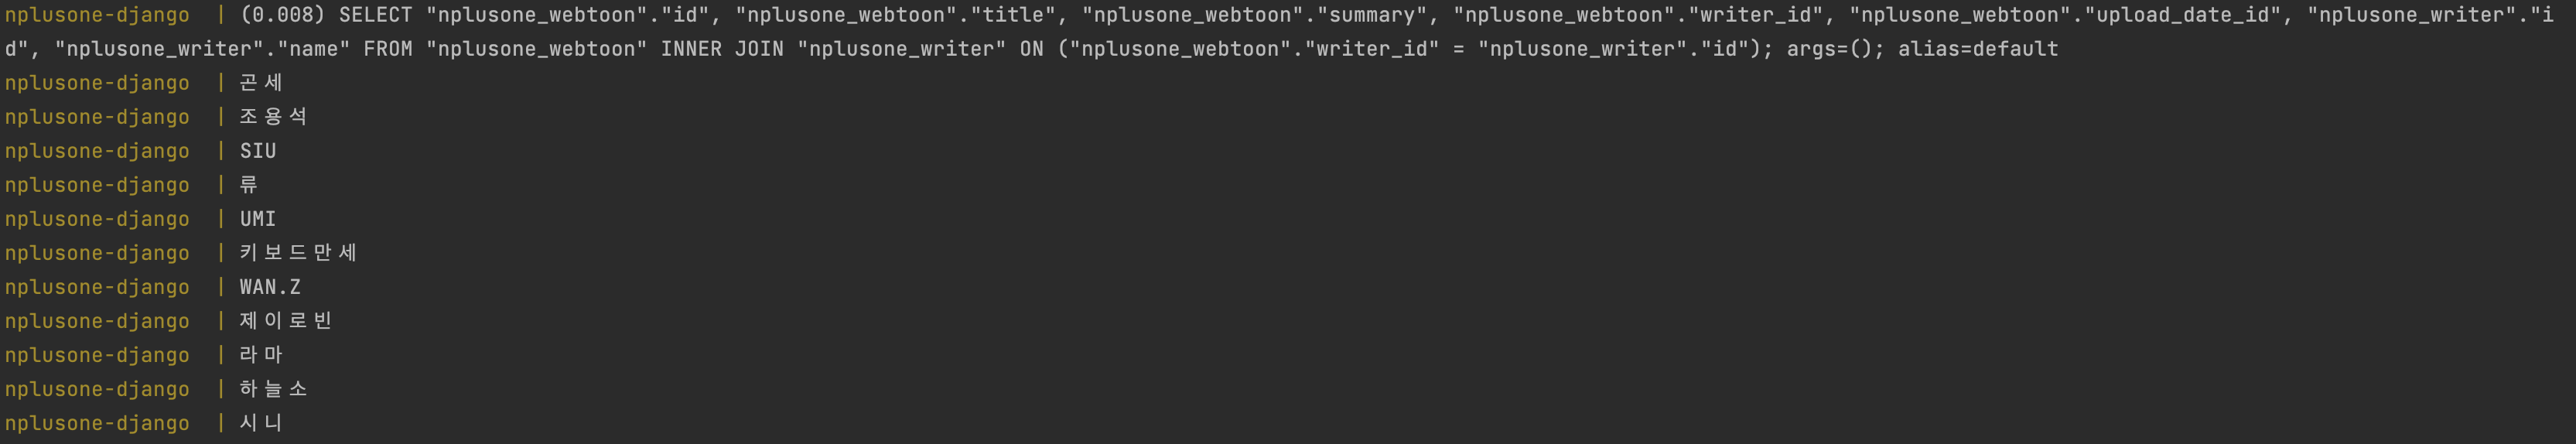 nplusone-django  | (0.008) SELECT "nplusone_webtoon"."id", "nplusone_webtoon"."title", "nplusone_webtoon"."summary", "nplusone_webtoon"."writer_id", "nplusone_webtoon"."upload_date_id", "nplusone_writer"."i
d", "nplusone_writer"."name" FROM "nplusone_webtoon" INNER JOIN "nplusone_writer" ON ("nplusone_webtoon"."writer_id" = "nplusone_writer"."id"); args=(); alias=default
nplusone-django  | 곤세
nplusone-django  | 조용석
nplusone-django  | SIU
nplusone-django  | 류
nplusone-django  | UMI
nplusone-django  | 키보드만세
nplusone-django  | WAN.Z
nplusone-django  | 제이로빈
nplusone-django  | 라마
nplusone-django  | 하늘소
nplusone-django  | 시니